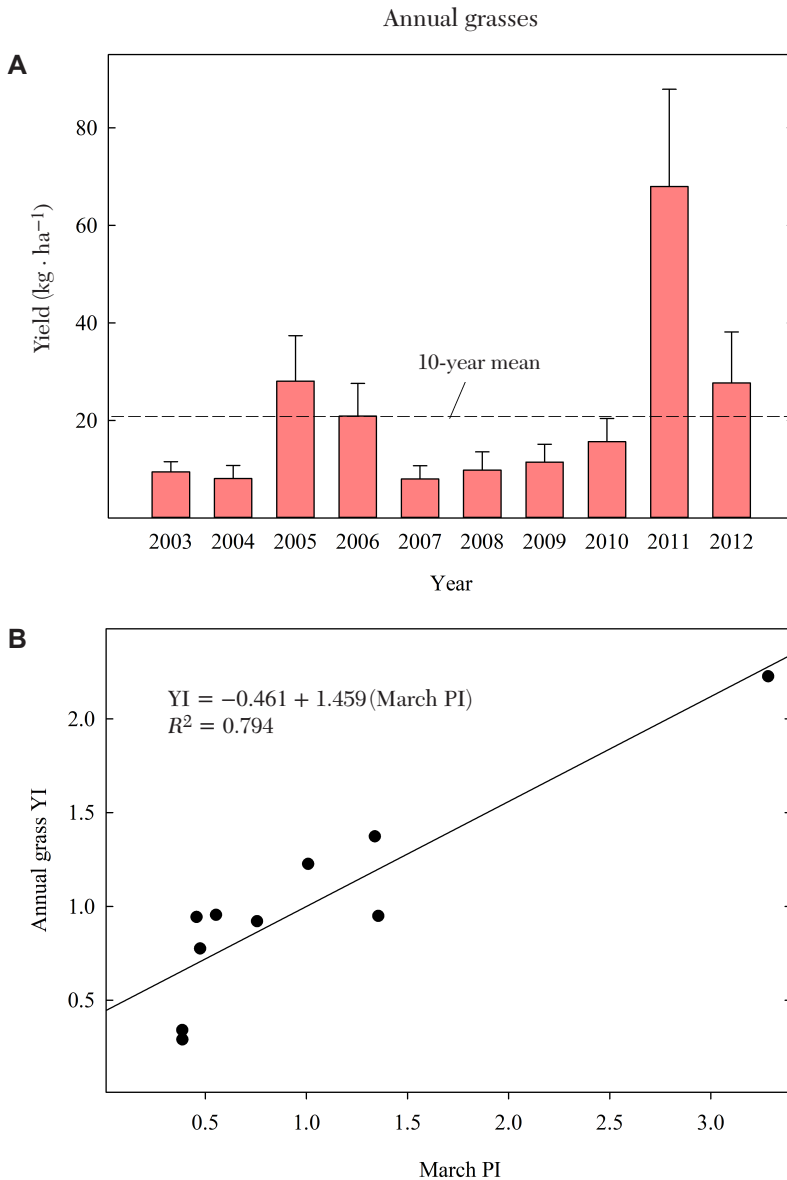 Annual grasses
A
Yield (kg · ha⁻¹)
80
60
40
20
10-year mean
2003 2004 2005 2006 2007 2008 2009 2010 2011 2012
Year
B
YI = −0.461 + 1.459 (March PI)
R² = 0.794
Annual grass YI
2.0
1.5
1.0
0.5
0.5 1.0 1.5 2.0 2.5 3.0
March PI